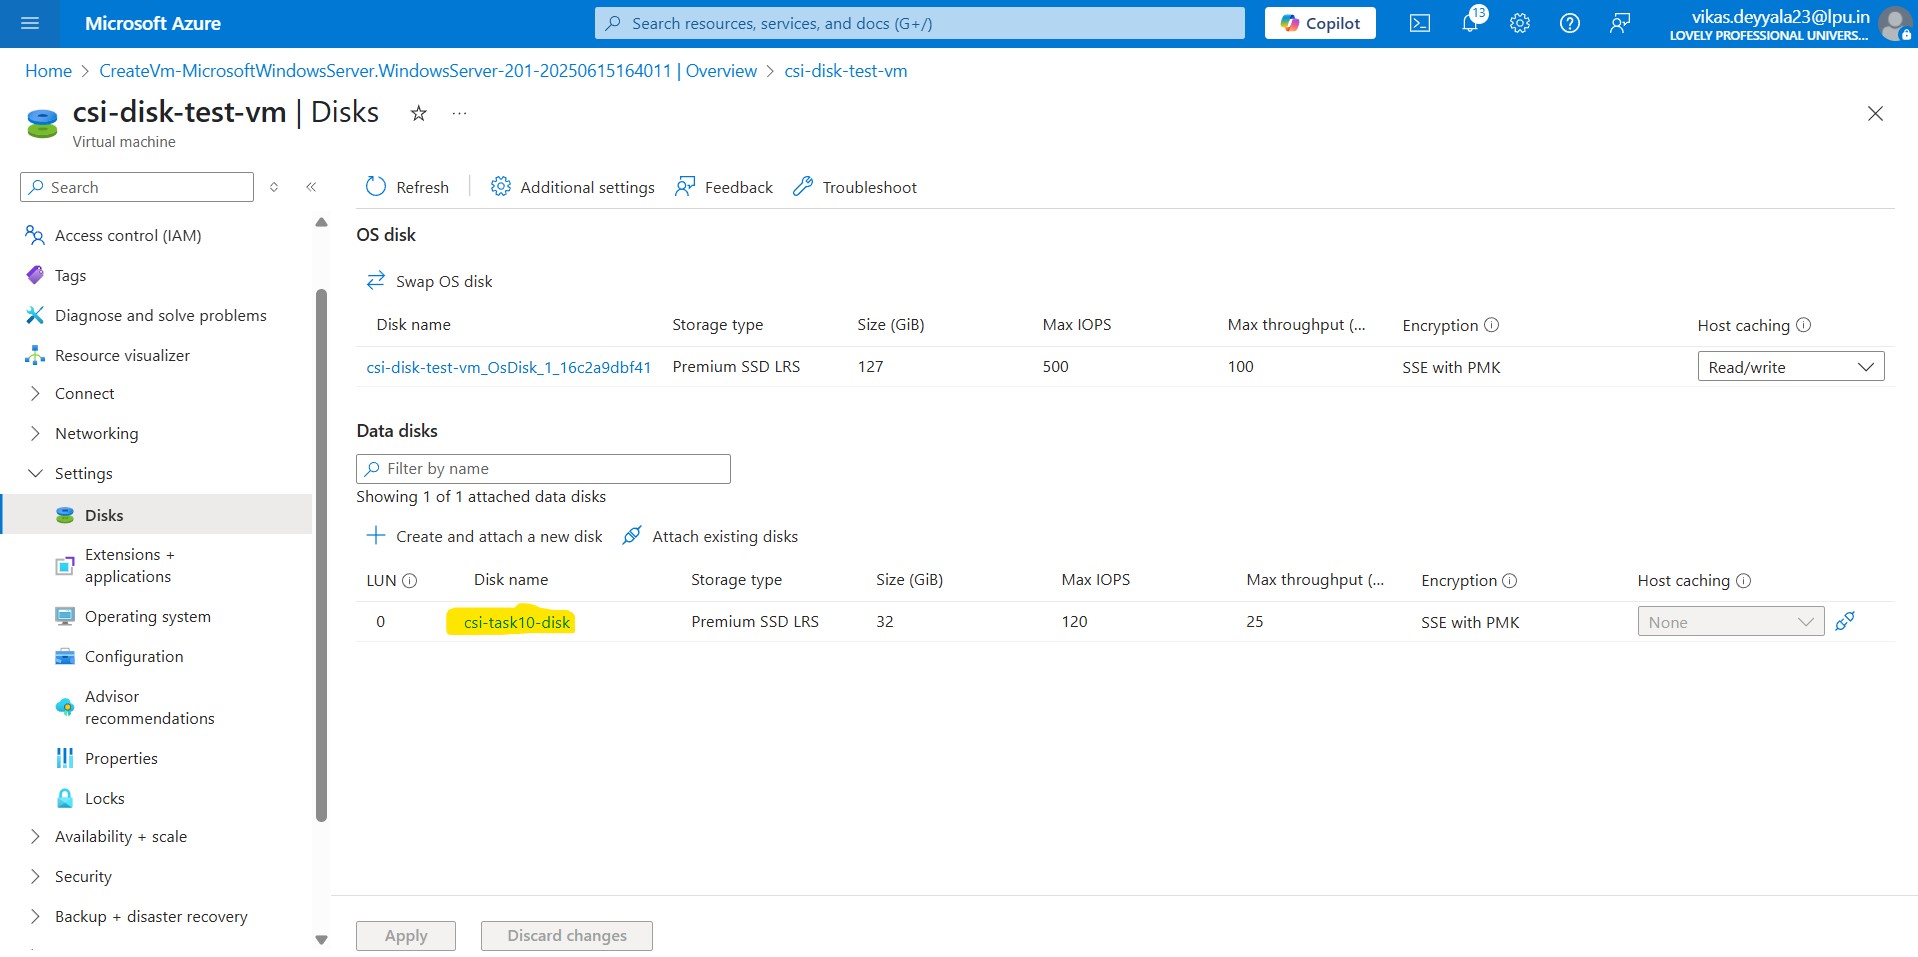 Microsoft Azure
Search resources, services, and docs (G+/)
Copilot
13
vikas.deyyala23@lpu.in
LOVELY PROFESSIONAL UNIVERS...
Home > CreateVm-MicrosoftWindowsServer.WindowsServer-201-20250615164011 | Overview > csi-disk-test-vm
csi-disk-test-vm | Disks
...
Virtual machine
Search
Refresh
Additional settings
Feedback
Troubleshoot
Access control (IAM)
Tags
Diagnose and solve problems
Resource visualizer
Connect
Networking
Settings
Disks
Extensions +
applications
Operating system
Configuration
Advisor
recommendations
Properties
Locks
Availability + scale
Security
Backup + disaster recovery
OS disk
Swap OS disk
Disk name Storage type Size (GiB) Max IOPS Max throughput (... Encryption Host caching
csi-disk-test-vm_OsDisk_1_16c2a9dbf41 Premium SSD LRS 127 500 100 SSE with PMK Read/write
Data disks
Filter by name
Showing 1 of 1 attached data disks
Create and attach a new disk
Attach existing disks
LUN Disk name Storage type Size (GiB) Max IOPS Max throughput (... Encryption Host caching
0 csi-task10-disk Premium SSD LRS 32 120 25 SSE with PMK None
Apply
Discard changes